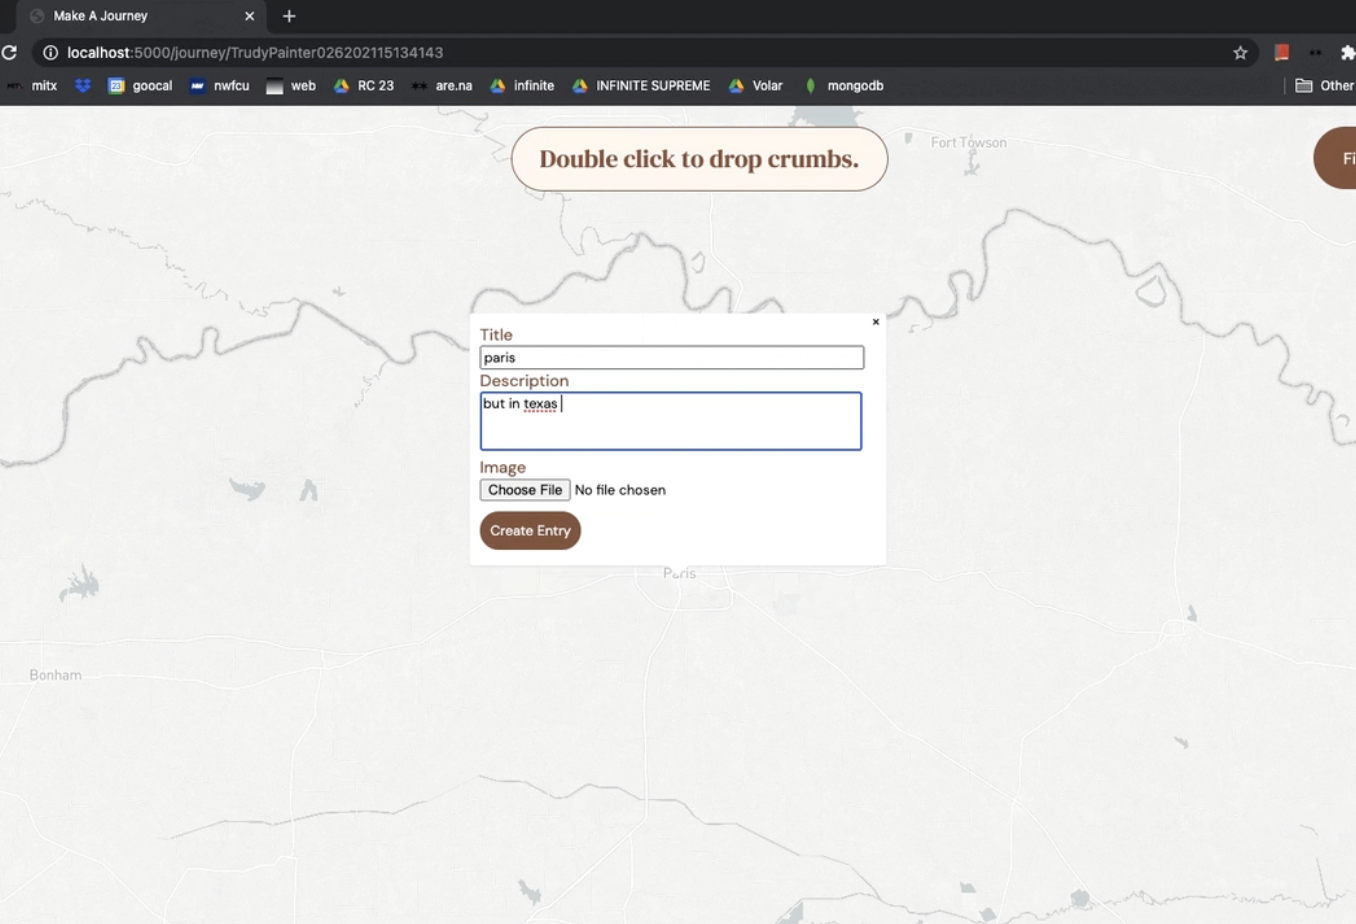 Make A Journey
localhost:5000/journey/TrudyPainter026202115134143
mitx goocal nwfcu web RC 23 are.na infinite INFINITE SUPREME Volar mongodb Other
Double click to drop crumbs.
Fort Towson
Fi
Title
paris
Description
but in texas
Image
Choose File No file chosen
Create Entry
Paris
Bonham